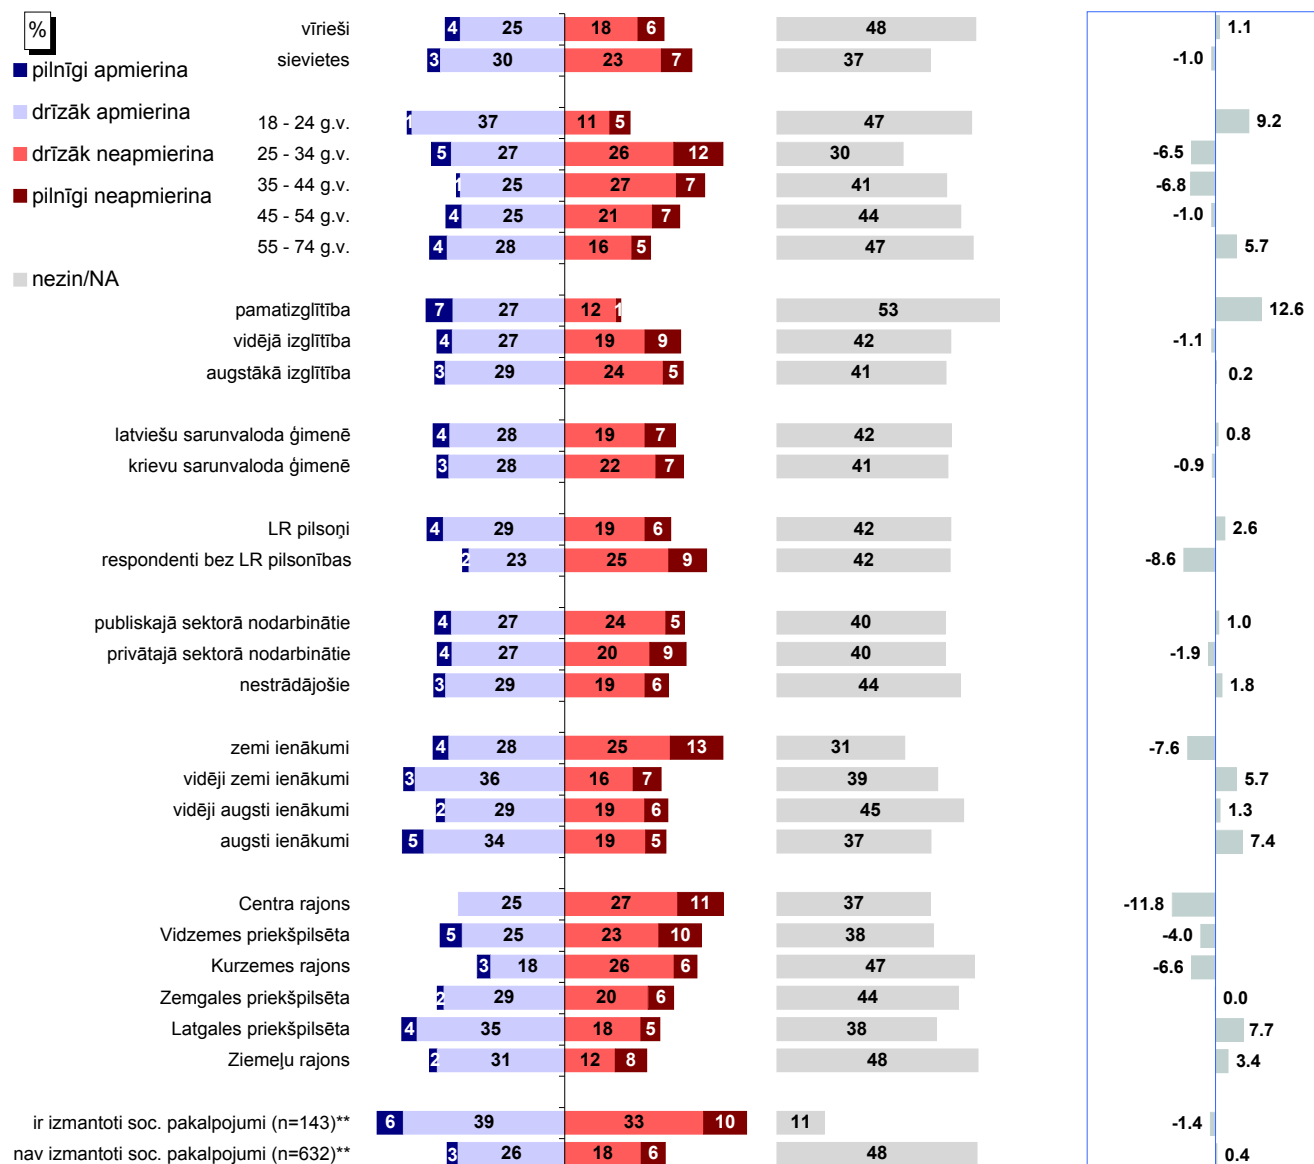 %
pilnīgi apmierina
drīzāk apmierina
drīzāk neapmierina
pilnīgi neapmierina
nezin/NA
vīrieši 4 25 18 6 48 1.1
sievietes 3 30 23 7 37 -1.0
18 - 24 g.v. 1 37 11 5 47 9.2
25 - 34 g.v. 5 27 26 12 30 -6.5
35 - 44 g.v. 1 25 27 7 41 -6.8
45 - 54 g.v. 4 25 21 7 44 -1.0
55 - 74 g.v. 4 28 16 5 47 5.7
pamatizglītība 7 27 12 1 53 12.6
vidējā izglītība 4 27 19 9 42 -1.1
augstākā izglītība 3 29 24 5 41 0.2
latviešu sarunvaloda ģimenē 4 28 19 7 42 0.8
krievu sarunvaloda ģimenē 3 28 22 7 41 -0.9
LR pilsoņi 4 29 19 6 42 2.6
respondenti bez LR pilsonības 2 23 25 9 42 -8.6
publiskajā sektorā nodarbinātie 4 27 24 5 40 1.0
privātajā sektorā nodarbinātie 4 27 20 9 40 -1.9
nestrādājošie 3 29 19 6 44 1.8
zemi ienākumi 4 28 25 13 31 -7.6
vidēji zemi ienākumi 3 36 16 7 39 5.7
vidēji augsti ienākumi 2 29 19 6 45 1.3
augsti ienākumi 5 34 19 5 37 7.4
Centra rajons 25 27 11 37 -11.8
Vidzemes priekšpilsēta 5 25 23 10 38 -4.0
Kurzemes rajons 3 18 26 6 47 -6.6
Zemgales priekšpilsēta 2 29 20 6 44 0.0
Latgales priekšpilsēta 4 35 18 5 38 7.7
Ziemeļu rajons 2 31 12 8 48 3.4
ir izmantoti soc. pakalpojumi (n=143)** 6 39 33 10 11 -1.4
nav izmantoti soc. pakalpojumi (n=632)** 3 26 18 6 48 0.4